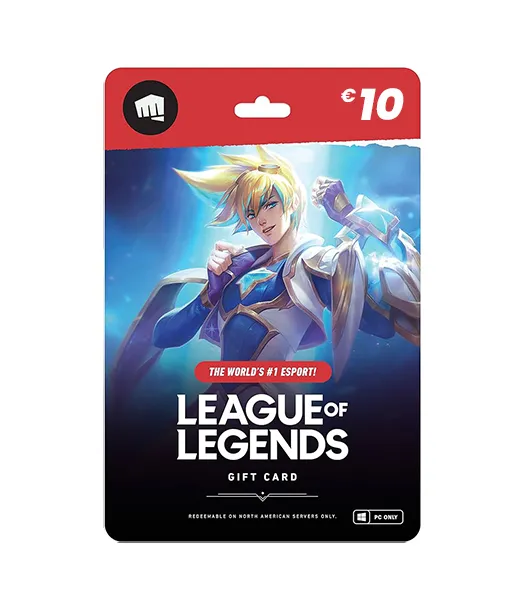 €10
THE WORLD'S #1 ESPORT!
LEAGUE OF
LEGENDS
GIFT CARD
REDEEMABLE ON NORTH AMERICAN SERVERS ONLY.
PC ONLY